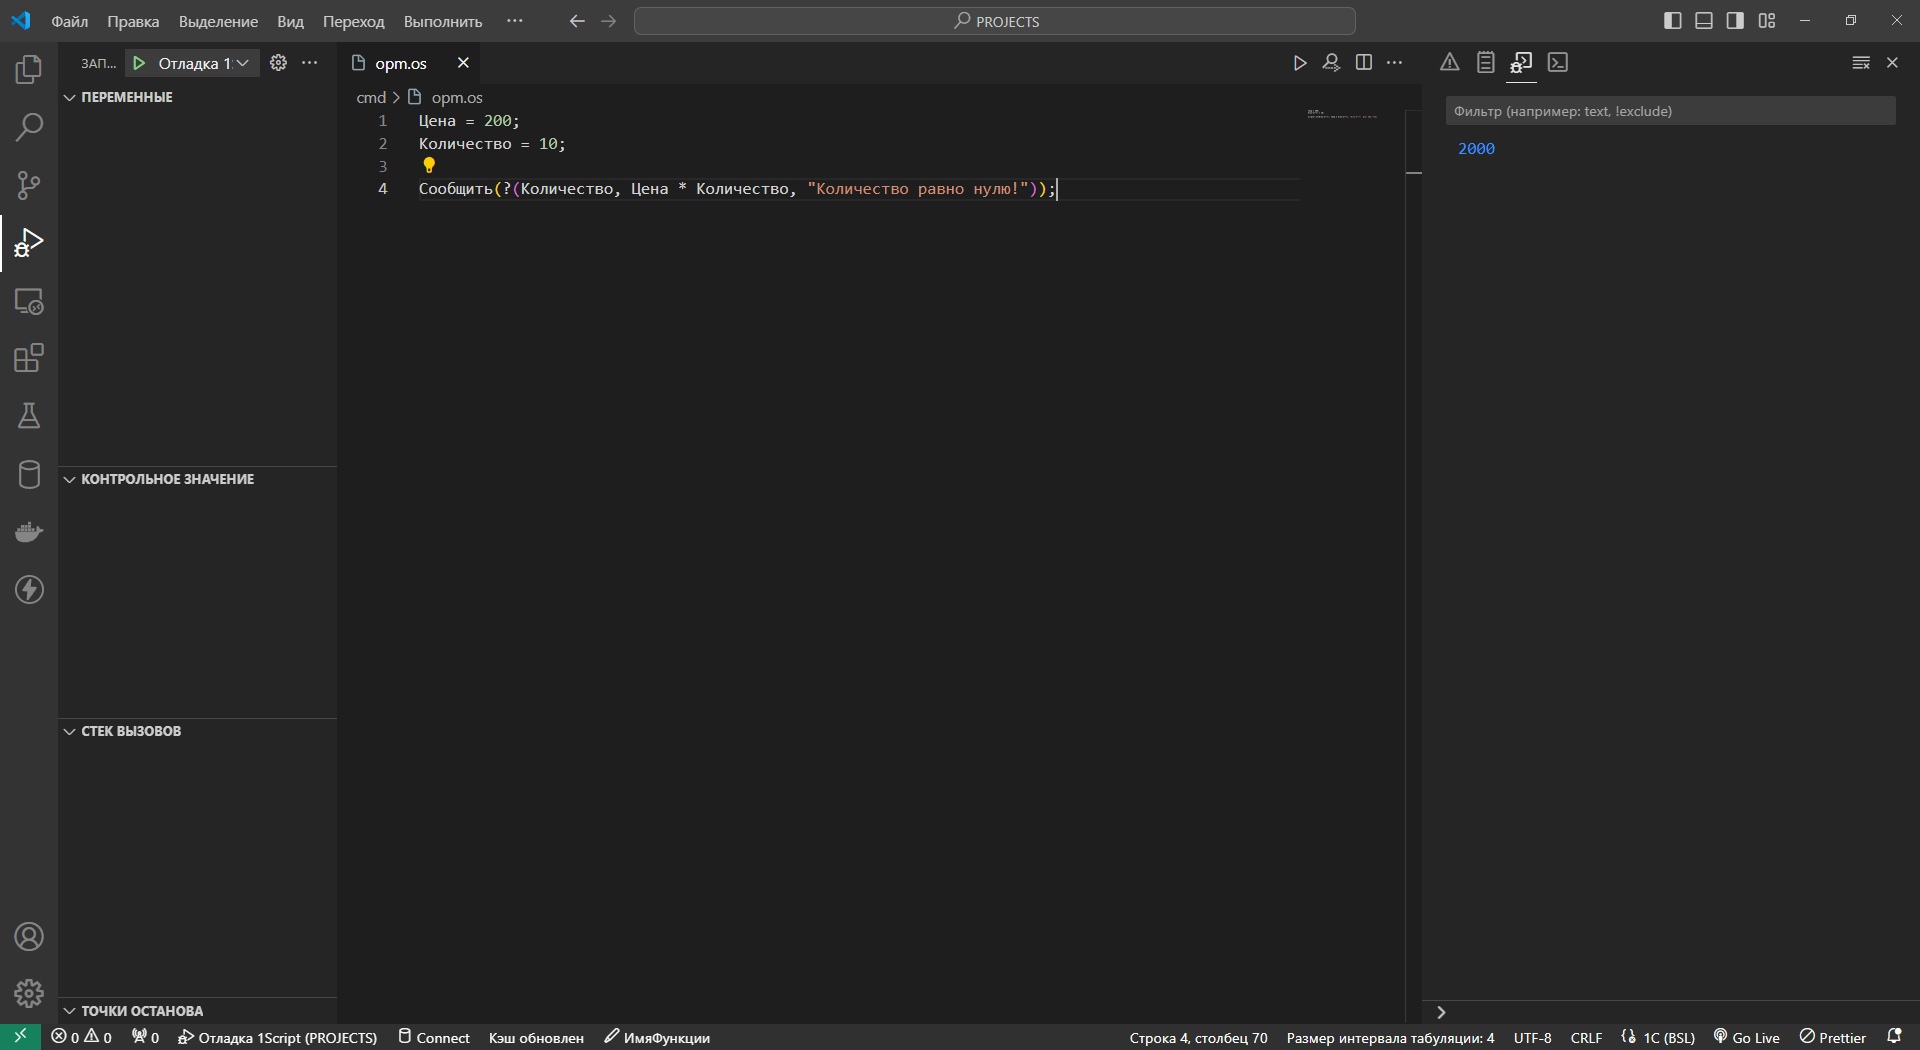 Файл Правка Выделение Вид Переход Выполнить ··· PROJECTS
ЗАП... Отладка 1: ···
ПЕРЕМЕННЫЕ
КОНТРОЛЬНОЕ ЗНАЧЕНИЕ
СТЕК ВЫЗОВОВ
ТОЧКИ ОСТАНОВА
opm.os
cmd > opm.os
1 Цена = 200;
2 Количество = 10;
3
4 Сообщить(?(Количество, Цена * Количество, "Количество равно нулю!"));
Фильтр (например: text, !exclude)
2000
0 0 0 Отладка 1Script (PROJECTS) Connect Кэш обновлен ИмяФункции Строка 4, столбец 70 Размер интервала табуляции: 4 UTF-8 CRLF 1C (BSL) Go Live Prettier